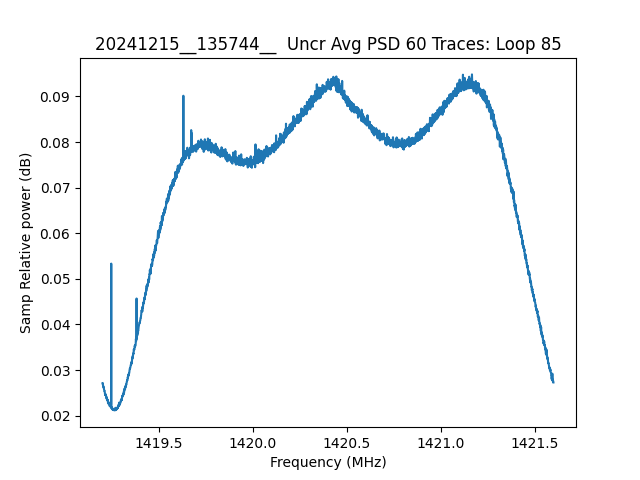 20241215__135744__  Uncr Avg PSD 60 Traces: Loop 85
Samp Relative power (dB)
0.09
0.08
0.07
0.06
0.05
0.04
0.03
0.02
1419.5 1420.0 1420.5 1421.0 1421.5
Frequency (MHz)